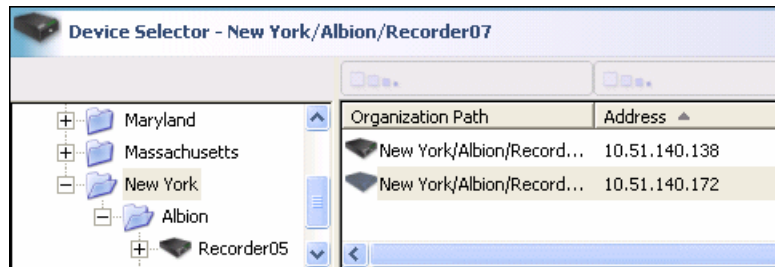 Device Selector - New York/Albion/Recorder07
Organization Path Address
Maryland
Massachusetts
New York
Albion
Recorder05
New York/Albion/Record... 10.51.140.138
New York/Albion/Record... 10.51.140.172